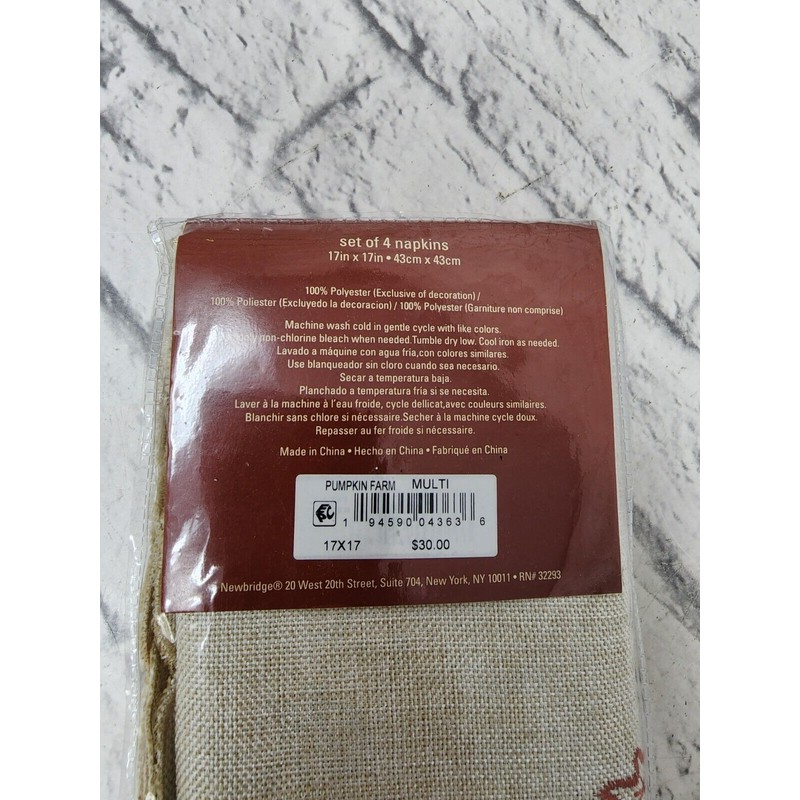 set of 4 napkins
17in x 17in • 43cm x 43cm
100% Polyester (Exclusive of decoration) /
100% Poliester (Excluyedo la decoracion) / 100% Polyester (Garniture non comprise)
Machine wash cold in gentle cycle with like colors.
only non-chlorine bleach when needed.Tumble dry low. Cool iron as needed.
Lavado a máquina con agua fría,con colores similares.
Use blanqueador sin cloro cuando sea necesario.
Secar a temperatura baja.
Planchado a temperatura fría si se necesita.
Laver à la machine à l'eau froide, cycle dellicat,avec couleurs similaires.
Blanchir sans chlore si nécessaire.Secher à la machine cycle doux.
Repasser au fer froide si nécessaire.
Made in China • Hecho en China • Fabriqué en China
PUMPKIN FARM MULTI
1 94590 04363 6
17X17 $30.00
Newbridge® 20 West 20th Street, Suite 704, New York, NY 10011 • RN# 32293